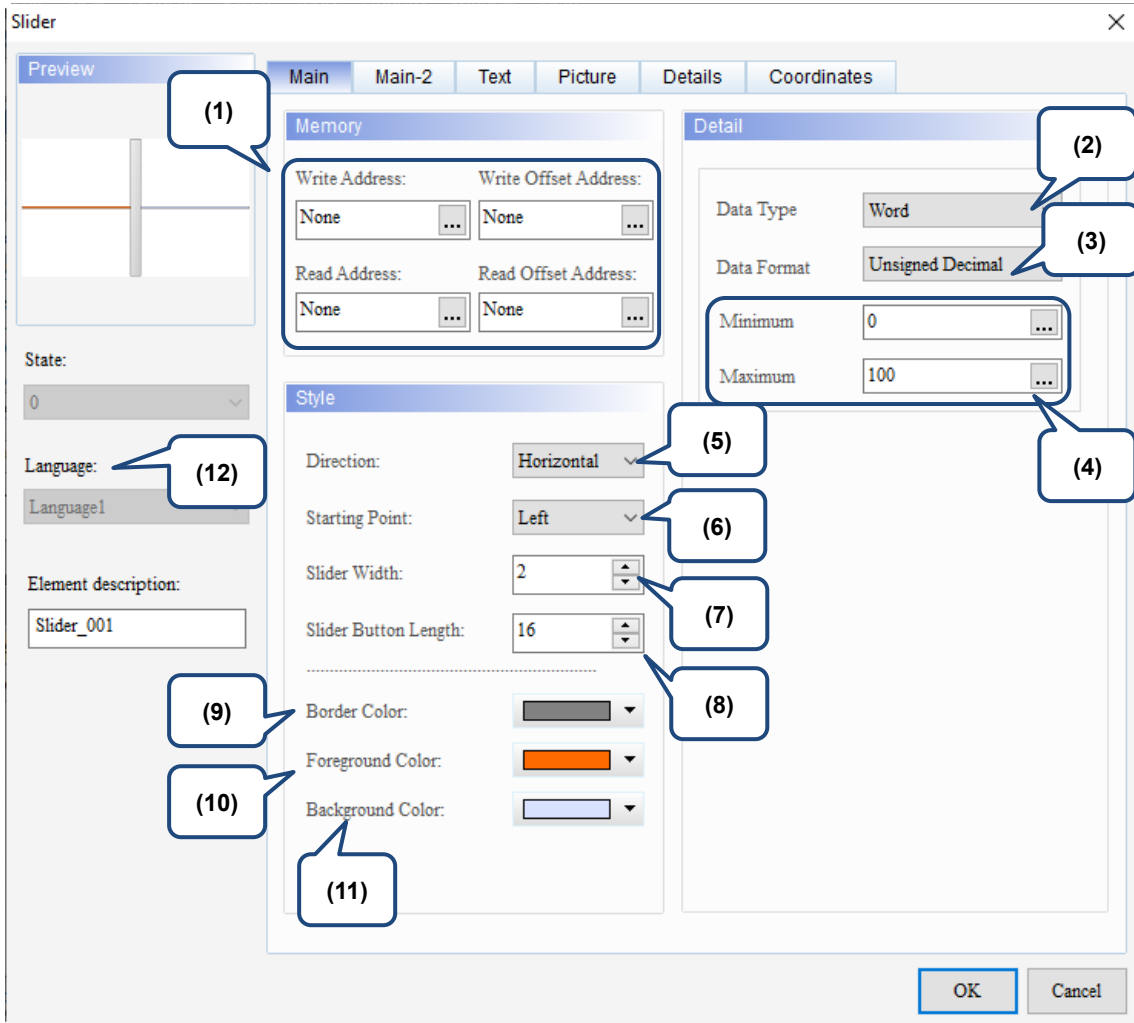 Slider
Preview
Main Main-2 Text Picture Details Coordinates
(1)
Memory
Write Address: Write Offset Address:
None ... None ...
Read Address: Read Offset Address:
None ... None ...
Detail
(2)
Data Type Word
(3)
Data Format Unsigned Decimal
Minimum 0 ...
Maximum 100 ...
(4)
State:
0
Language:
(12)
Language1
Element description:
Slider_001
Style
Direction: Horizontal
(5)
Starting Point: Left
(6)
Slider Width: 2
(7)
Slider Button Length: 16
(8)
(9)
Border Color:
Foreground Color:
(10)
Background Color:
(11)
OK Cancel